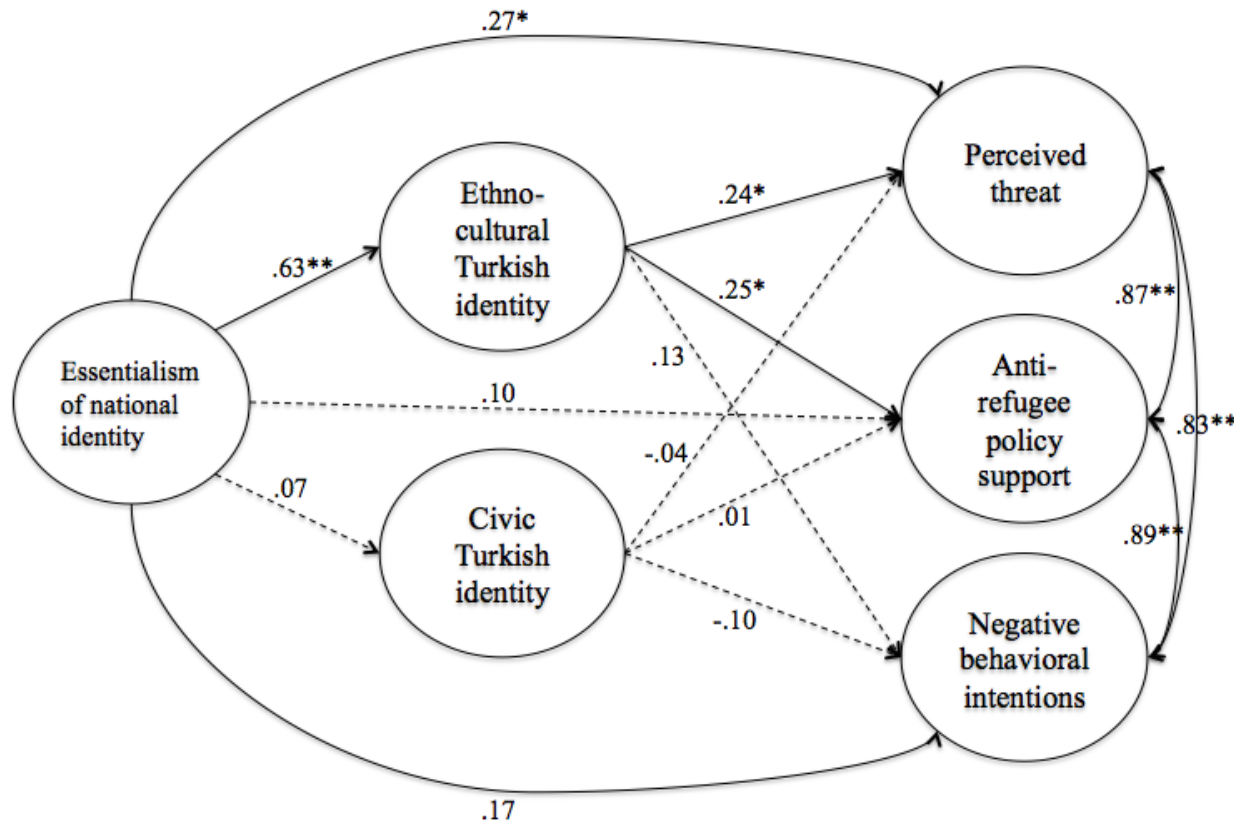 .27*
Perceived
threat
Ethno-
cultural
Turkish
identity
.24*
.63**
.25*
.87**
.13
Essentialism
of national
identity
.10
Anti-
refugee
policy
support
.83**
-.04
.07
Civic
Turkish
identity
.01
.89**
-.10
Negative
behavioral
intentions
.17